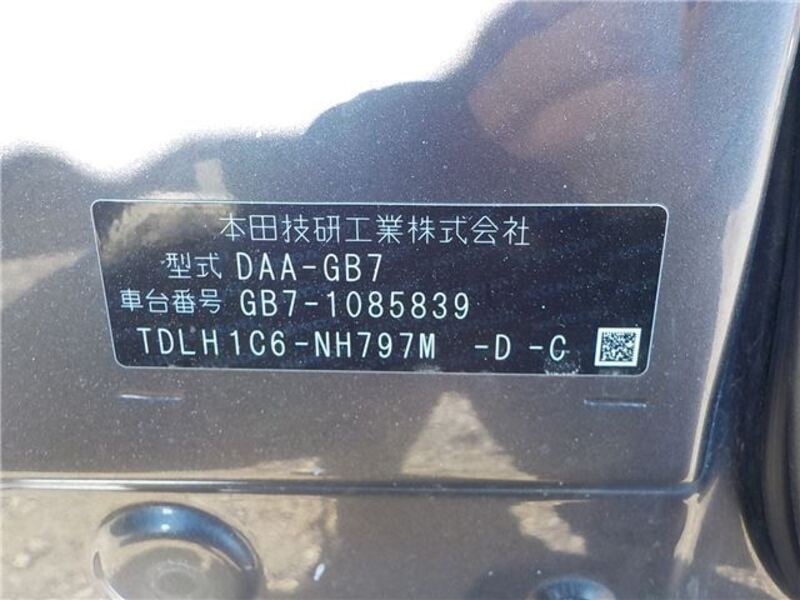 本田技研工業株式会社
型式 DAA-GB7
車台番号 GB7-1085839
TDLH1C6-NH797M -D -C